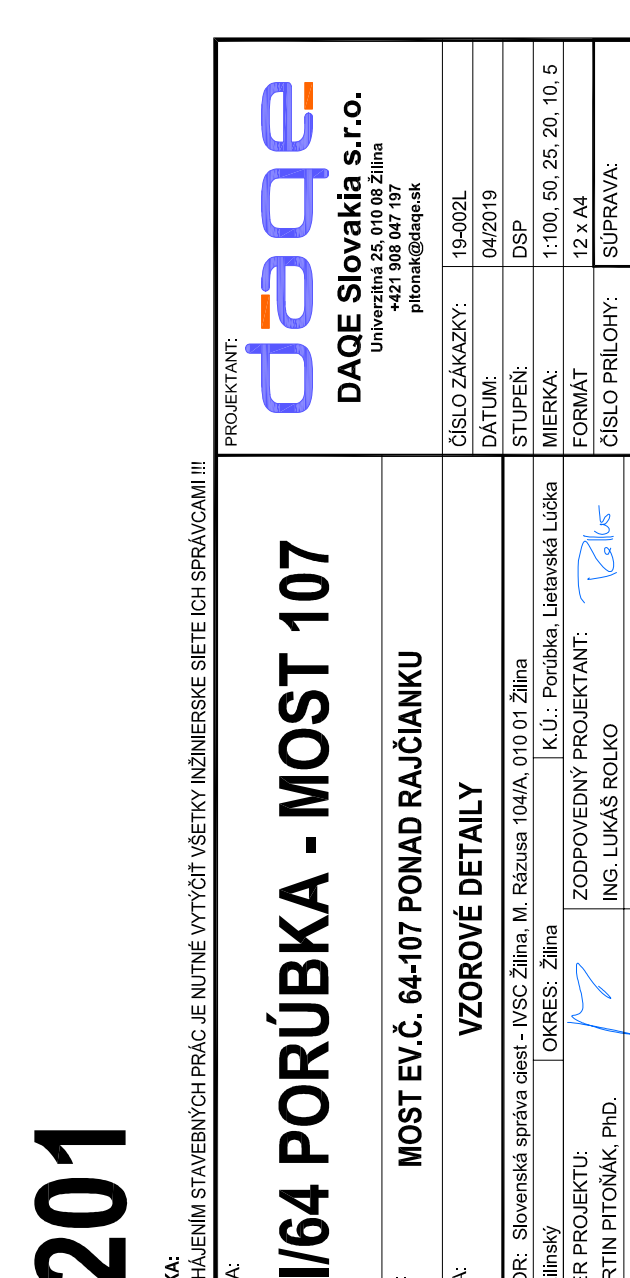 201
KA:
HÁJENÍM STAVEBNÝCH PRÁC JE NUTNÉ VYTÝČIŤ VŠETKY INŽINIERSKE SIETE ICH SPRÁVCAMI !!!
A:
I/64 PORÚBKA - MOST 107
PROJEKTANT:
daqe
DAQE Slovakia s.r.o.
Univerzitná 25, 010 08 Žilina
+421 908 047 197
pitonak@daqe.sk
:
MOST EV.Č. 64-107 PONAD RAJČIANKU
A:
VZOROVÉ DETAILY
ČÍSLO ZÁKAZKY: 19-002L
DÁTUM: 04/2019
OR: Slovenská správa ciest - IVSC Žilina, M. Rázusa 104/A, 010 01 Žilina
STUPEŇ: DSP
ilinský OKRES: Žilina K.Ú.: Porúbka, Lietavská Lúčka
MIERKA: 1:100, 50, 25, 20, 10, 5
ER PROJEKTU: ZODPOVEDNÝ PROJEKTANT:
FORMÁT 12 x A4
RTIN PITOŇÁK, PhD. ING. LUKÁŠ ROLKO
ČÍSLO PRÍLOHY: SÚPRAVA: